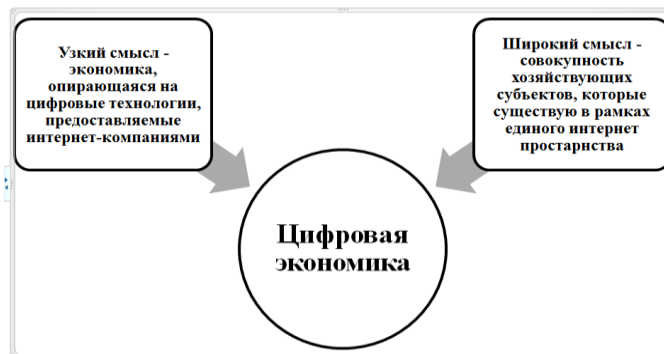 Узкий смысл -
экономика,
опирающаяся на
цифровые технологии,
предоставляемые
интернет-компаниями
Широкий смысл -
совокупность
хозяйствующих
субъектов, которые
существую в рамках
единого интернет
простарнства
Цифровая
экономика